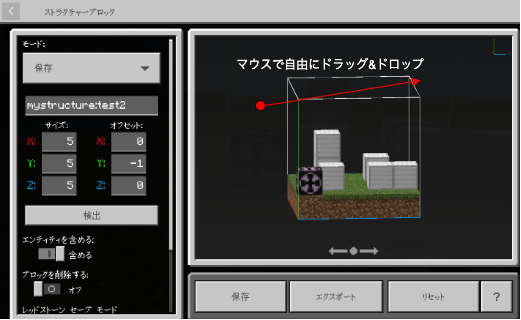 ストラクチャーブロック
モード:
保存
mystructure:test2
サイズ: オフセット:
X: 5 X: 0
Y: 5 Y: -1
Z: 5 Z: 0
検出
エンティティを含める:
含める
ブロックを削除する:
オフ
レッドストーン セーブ モード
マウスで自由にドラッグ&ドロップ
保存
エクスポート
リセット
?